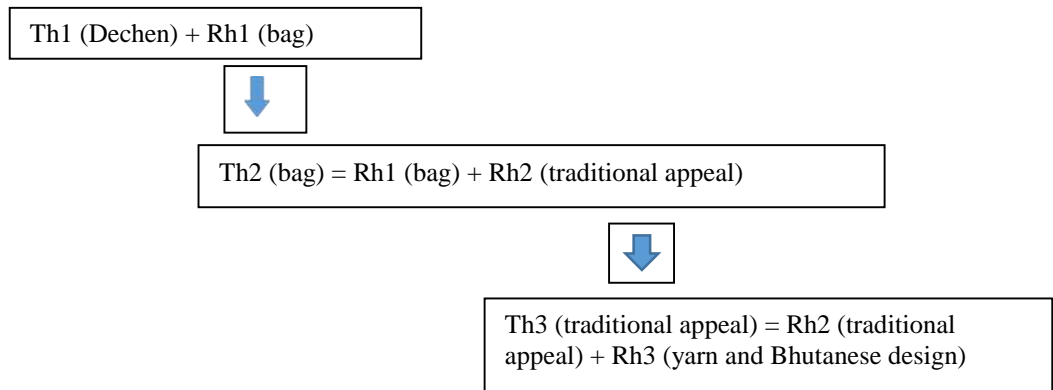 Th1 (Dechen) + Rh1 (bag)
Th2 (bag) = Rh1 (bag) + Rh2 (traditional appeal)
Th3 (traditional appeal) = Rh2 (traditional
appeal) + Rh3 (yarn and Bhutanese design)